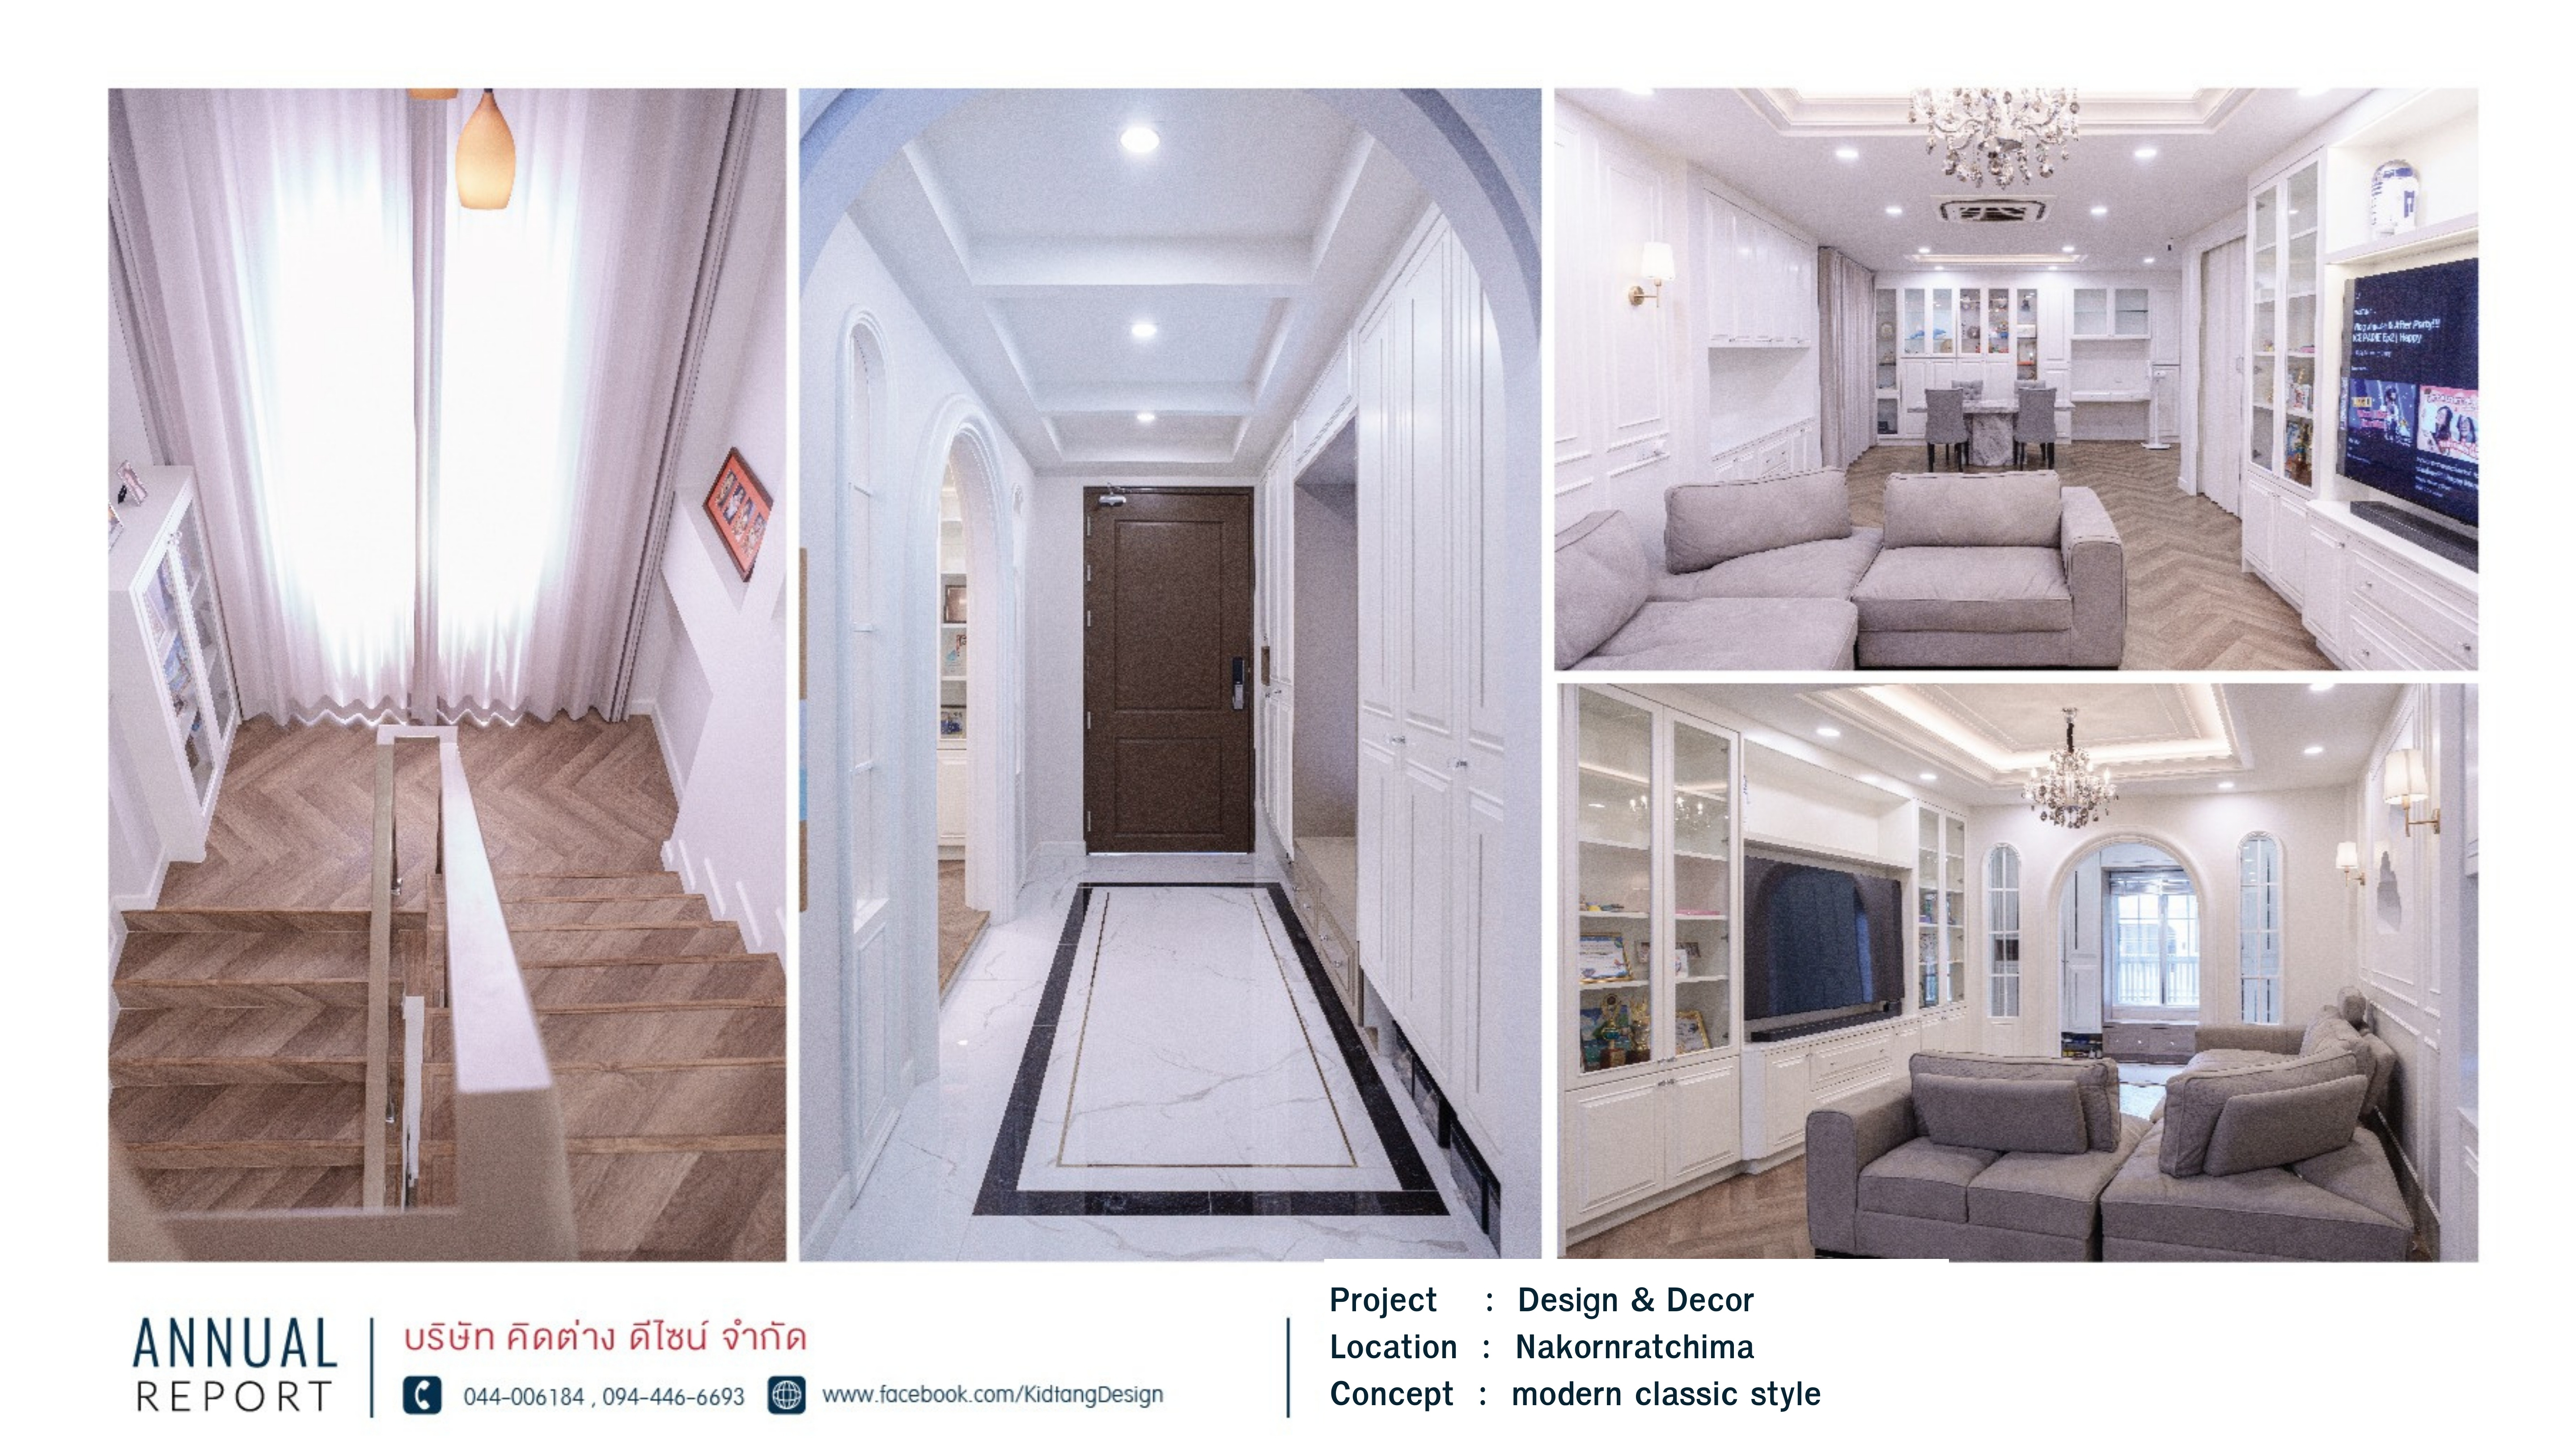 ANNUAL
REPORT
บริษัท คิดต่าง ดีไซน์ จำกัด
044-006184 , 094-446-6693
www.facebook.com/KidtangDesign
Project : Design & Decor
Location : Nakornratchima
Concept : modern classic style